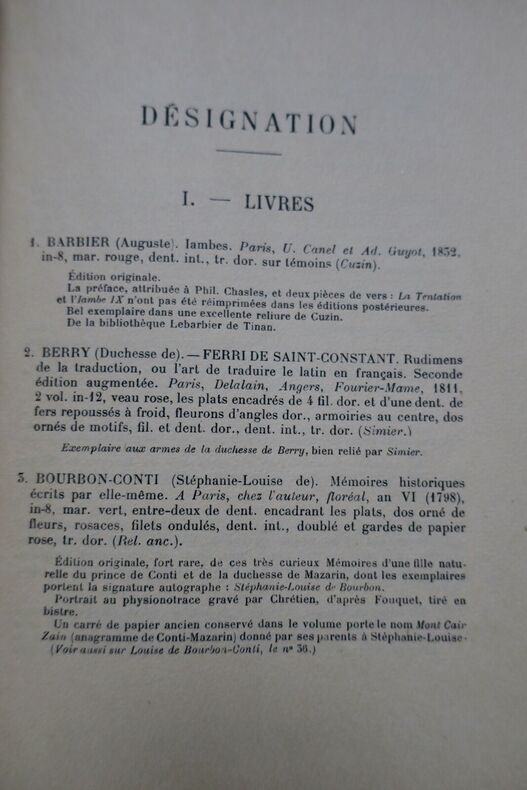 DÉSIGNATION
I. — LIVRES
1. BARBIER (Auguste). Iambes. Paris, U. Canel et Ad. Guyot, 1832,
in-8, mar. rouge, dent. int., tr. dor. sur témoins (Cuzin).
Édition originale.
La préface, attribuée à Phil. Chasles, et deux pièces de vers : La Tentation
et l'Iambe IX n'ont pas été réimprimées dans les éditions postérieures.
Bel exemplaire dans une excellente reliure de Cuzin.
De la bibliothèque Lebarbier de Tinan.
2. BERRY (Duchesse de). — FERRI DE SAINT-CONSTANT. Rudimens
de la traduction, ou l'art de traduire le latin en français. Seconde
édition augmentée. Paris, Delalain, Angers, Fourier-Mame, 1811,
2 vol. in-12, veau rose, les plats encadrés de 4 fil. dor. et d'une dent. de
fers repoussés à froid, fleurons d'angles dor., armoiries au centre, dos
ornés de motifs, fil. et dent. dor., dent. int., tr. dor. (Simier.)
Exemplaire aux armes de la duchesse de Berry, bien relié par Simier.
3. BOURBON-CONTI (Stéphanie-Louise de). Mémoires historiques
écrits par elle-même. A Paris, chez l'auteur, floréal, an VI (1798),
in-8, mar. vert, entre-deux de dent. encadrant les plats, dos orné de
fleurs, rosaces, filets ondulés, dent. int., doublé et gardes de papier
rose, tr. dor. (Rel. anc.).
Édition originale, fort rare, de ces très curieux Mémoires d'une fille natu-
relle du prince de Conti et de la duchesse de Mazarin, dont les exemplaires
portent la signature autographe : Stéphanie-Louise de Bourbon.
Portrait au physionotrace gravé par Chrétien, d'après Fouquet, tiré en
bistre.
Un carré de papier ancien conservé dans le volume porte le nom Mont Cair
Zain (anagramme de Conti-Mazarin) donné par ses parents à Stéphanie-Louise.
(Voir aussi sur Louise de Bourbon-Conti, le n° 36.)